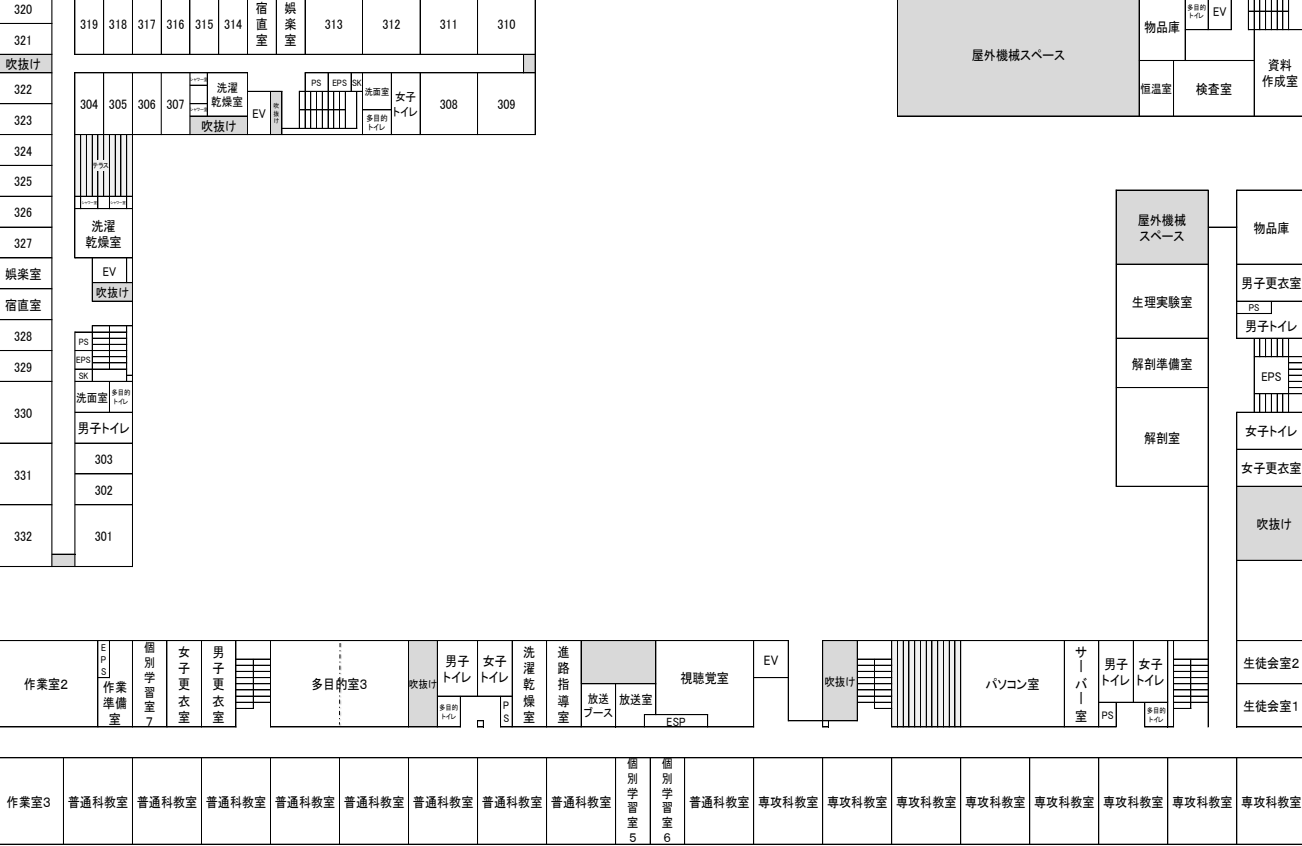 320
321
吹抜け
322
323
324
325
326
327
娯楽室
宿直室
328
329
330
331
332
319
318
317
316
315
314
宿直室
娯楽室
313
312
311
310
304
305
306
307
シャワー室
シャワー室
洗濯
乾燥室
吹抜け
EV
吹抜け
PS
EPS
SK
洗面室
多目的
トイレ
女子
トイレ
308
309
テラス
シャワー室
シャワー室
洗濯
乾燥室
EV
吹抜け
PS
EPS
SK
洗面室
多目的
トイレ
男子トイレ
303
302
301
屋外機械スペース
物品庫
多目的
トイレ
EV
恒温室
検査室
資料
作成室
屋外機械
スペース
生理実験室
解剖準備室
解剖室
物品庫
男子更衣室
PS
男子トイレ
EPS
女子トイレ
女子更衣室
吹抜け
作業室2
EPS
作業
準備
室
個別学習室7
女子更衣室
男子更衣室
多目的室3
吹抜け
男子
トイレ
多目的
トイレ
女子
トイレ
PS
洗濯乾燥室
進路指導室
放送
ブース
放送室
視聴覚室
ESP
EV
吹抜け
パソコン室
サーバー室
男子
トイレ
PS
女子
トイレ
多目的
トイレ
生徒会室2
生徒会室1
作業室3
普通科教室
普通科教室
普通科教室
普通科教室
普通科教室
普通科教室
普通科教室
普通科教室
個別学習室5
個別学習室6
普通科教室
専攻科教室
専攻科教室
専攻科教室
専攻科教室
専攻科教室
専攻科教室
専攻科教室
専攻科教室